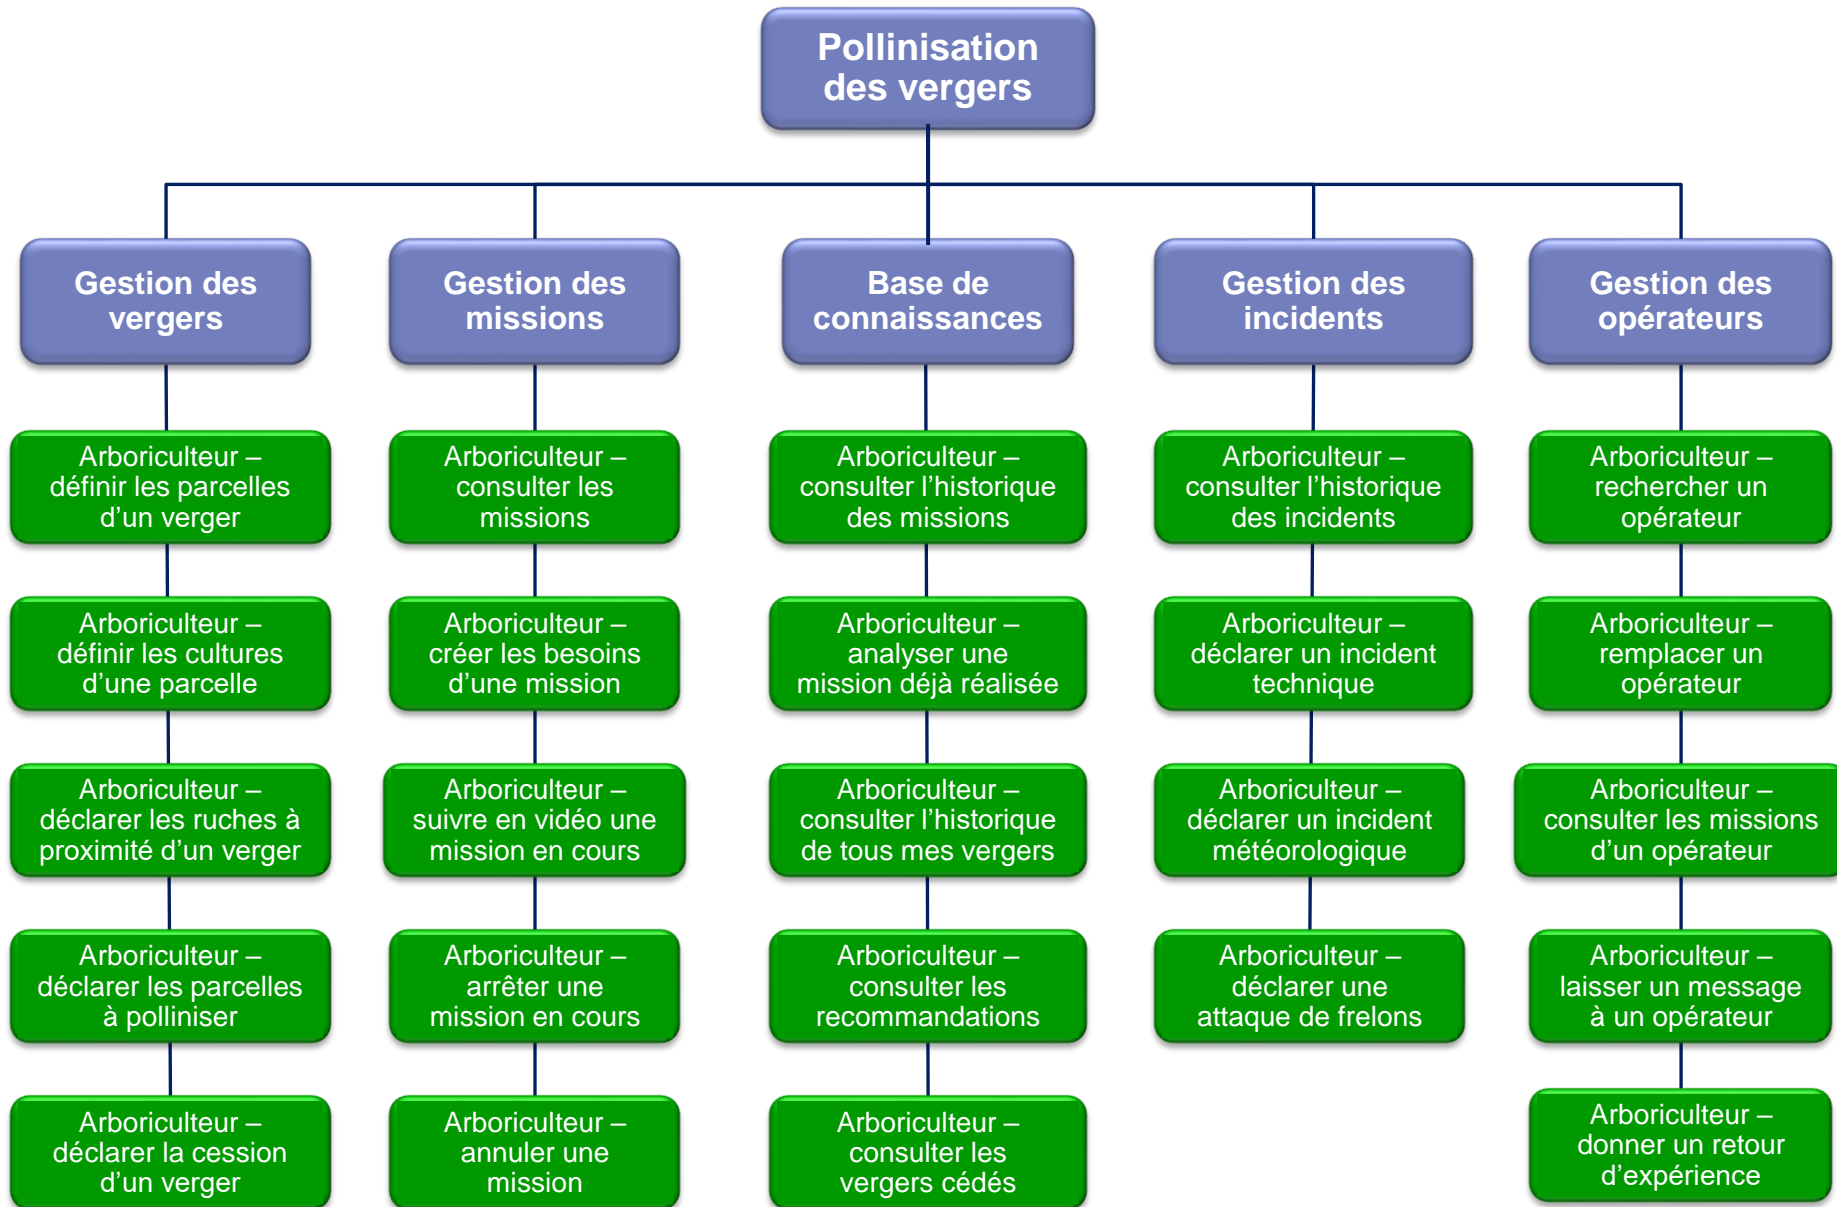 Pollinisation
des vergers
Gestion des
vergers
Gestion des
missions
Base de
connaissances
Gestion des
incidents
Gestion des
opérateurs
Arboriculteur –
définir les parcelles
d’un verger
Arboriculteur –
consulter les
missions
Arboriculteur –
consulter l’historique
des missions
Arboriculteur –
consulter l’historique
des incidents
Arboriculteur –
rechercher un
opérateur
Arboriculteur –
définir les cultures
d’une parcelle
Arboriculteur –
créer les besoins
d’une mission
Arboriculteur –
analyser une
mission déjà réalisée
Arboriculteur –
déclarer un incident
technique
Arboriculteur –
remplacer un
opérateur
Arboriculteur –
déclarer les ruches à
proximité d’un verger
Arboriculteur –
suivre en vidéo une
mission en cours
Arboriculteur –
consulter l’historique
de tous mes vergers
Arboriculteur –
déclarer un incident
météorologique
Arboriculteur –
consulter les missions
d’un opérateur
Arboriculteur –
déclarer les parcelles
à polliniser
Arboriculteur –
arrêter une
mission en cours
Arboriculteur –
consulter les
recommandations
Arboriculteur –
déclarer une
attaque de frelons
Arboriculteur –
laisser un message
à un opérateur
Arboriculteur –
déclarer la cession
d’un verger
Arboriculteur –
annuler une
mission
Arboriculteur –
consulter les
vergers cédés
Arboriculteur –
donner un retour
d’expérience